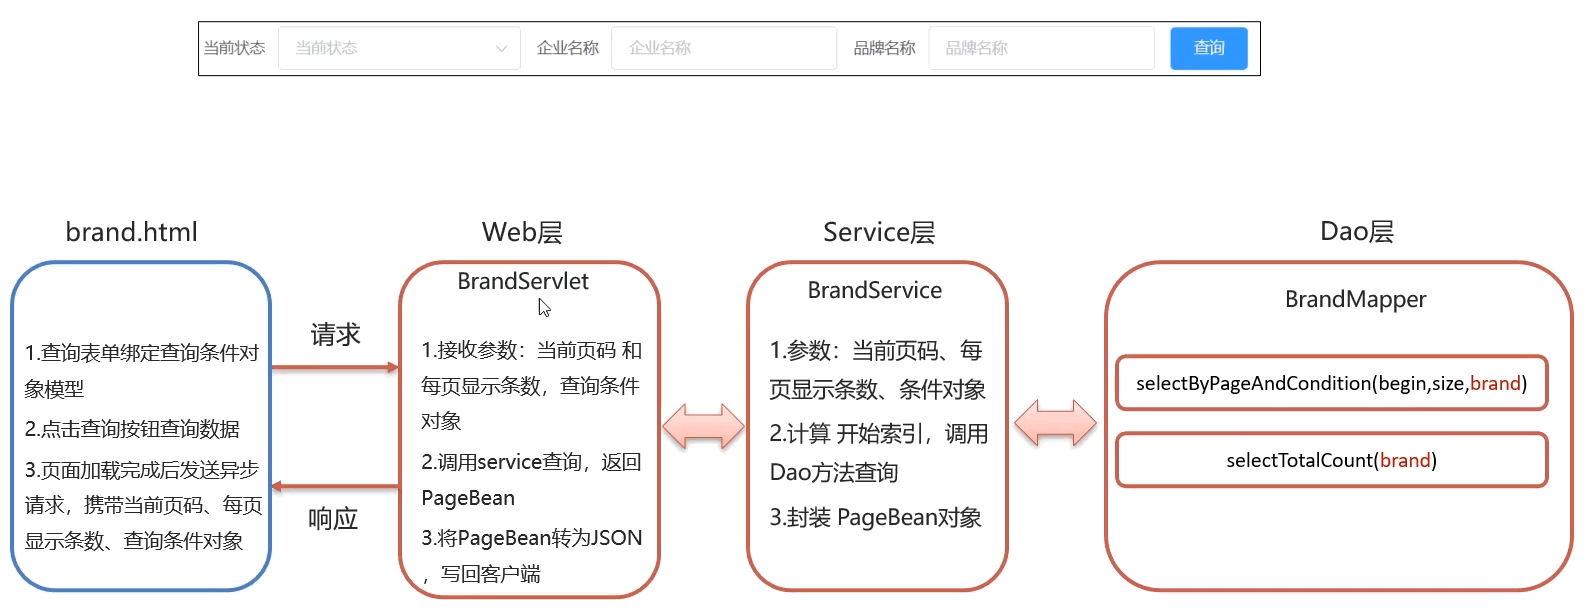 当前状态 当前状态 企业名称 企业名称 品牌名称 品牌名称 查询
brand.html
1.查询表单绑定查询条件对
象模型
2.点击查询按钮查询数据
3.页面加载完成后发送异步
请求，携带当前页码、每页
显示条数、查询条件对象
请求
响应
Web层
BrandServlet
1.接收参数：当前页码 和
每页显示条数，查询条件
对象
2.调用service查询，返回
PageBean
3.将PageBean转为JSON
，写回客户端
Service层
BrandService
1.参数：当前页码、每
页显示条数、条件对象
2.计算 开始索引，调用
Dao方法查询
3.封装 PageBean对象
Dao层
BrandMapper
selectByPageAndCondition(begin,size,brand)
selectTotalCount(brand)